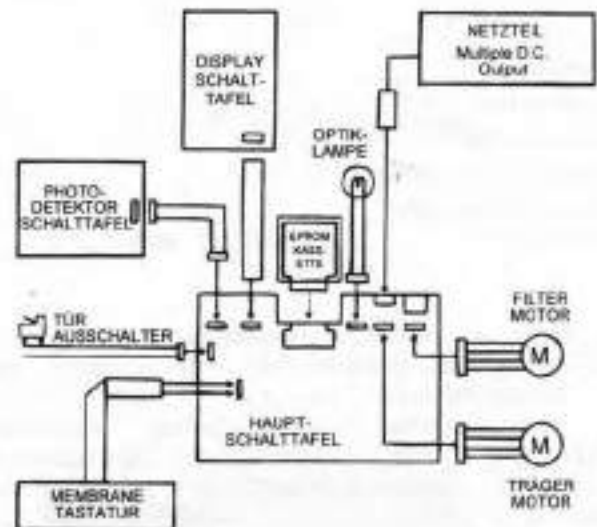 NETZTEIL
Multiple D.C.
Output
DISPLAY
SCHALT-
TAFEL
OPTIK-
LAMPE
PHOTO-
DETEKTOR
SCHALTTAFEL
EPROM
KASS-
ETTE
TÜR
AUSSCHALTER
FILTER
MOTOR
M
HAUPT-
SCHALTTAFEL
M
TRÄGER
MOTOR
MEMBRANE
TASTATUR